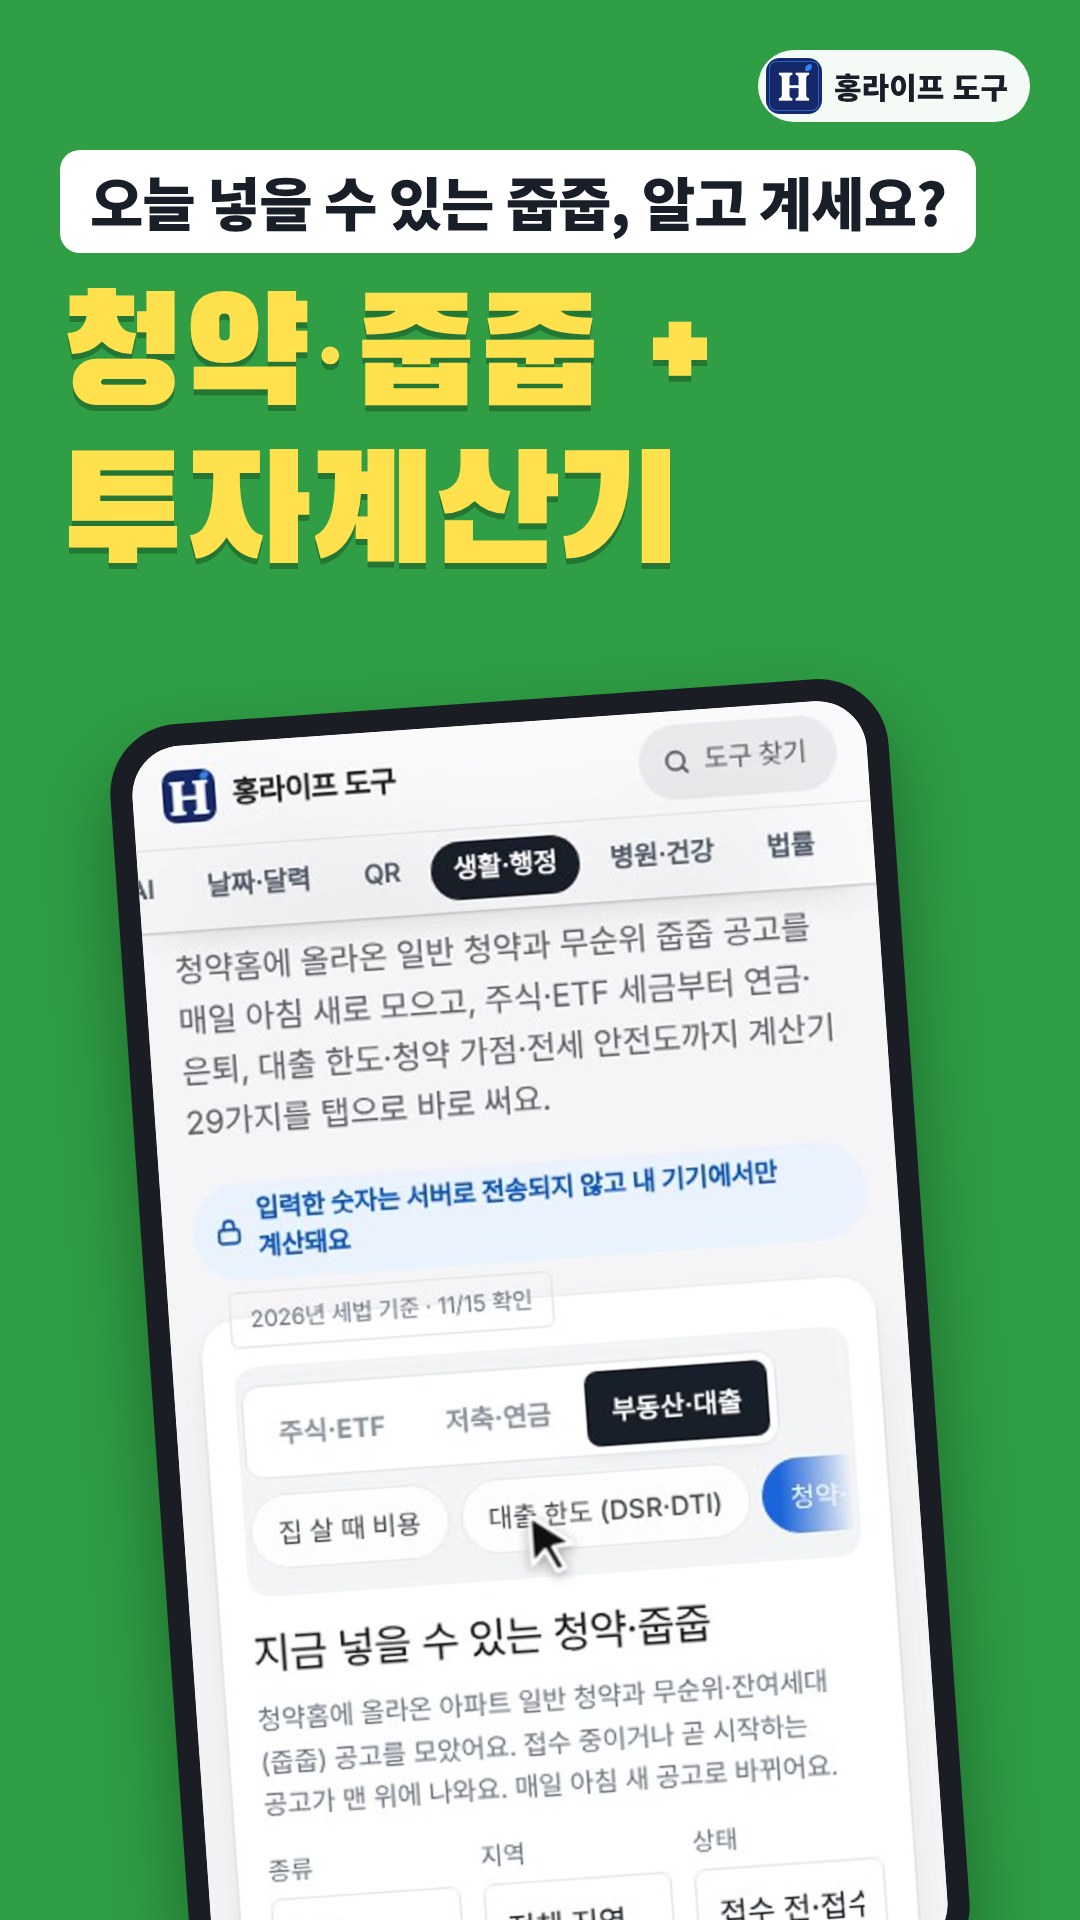 홍라이프 도구
오늘 넣을 수 있는 줍줍, 알고 계세요?
청약·줍줍 +
투자계산기
홍라이프 도구
도구 찾기
AI 날짜·달력 QR 생활·행정 병원·건강 법률
청약홈에 올라온 일반 청약과 무순위 줍줍 공고를
매일 아침 새로 모으고, 주식·ETF 세금부터 연금·
은퇴, 대출 한도·청약 가점·전세 안전도까지 계산기
29가지를 탭으로 바로 써요.
입력한 숫자는 서버로 전송되지 않고 내 기기에서만
계산돼요
2026년 세법 기준 · 11/15 확인
주식·ETF 저축·연금 부동산·대출
집 살 때 비용 대출 한도 (DSR·DTI) 청약·
지금 넣을 수 있는 청약·줍줍
청약홈에 올라온 아파트 일반 청약과 무순위·잔여세대
(줍줍) 공고를 모았어요. 접수 중이거나 곧 시작하는
공고가 맨 위에 나와요. 매일 아침 새 공고로 바뀌어요.
종류 지역 상태
전체 지역 접수 전·접수